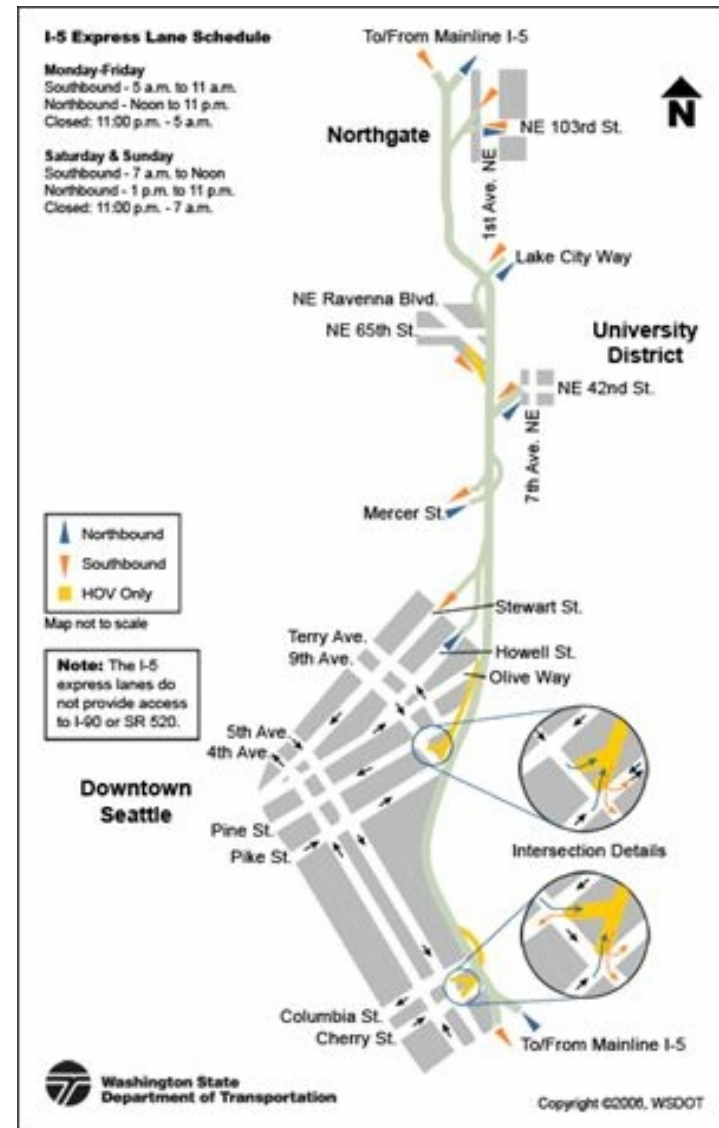 I-5 Express Lane Schedule
Monday-Friday
Southbound - 5 a.m. to 11 a.m.
Northbound - Noon to 11 p.m.
Closed: 11:00 p.m. - 5 a.m.
Saturday & Sunday
Southbound - 7 a.m. to Noon
Northbound - 1 p.m. to 11 p.m.
Closed: 11:00 p.m. - 7 a.m.
To/From Mainline I-5
N
Northgate
NE 103rd St.
1st Ave. NE
Lake City Way
NE Ravenna Blvd.
NE 65th St.
University
District
NE 42nd St.
7th Ave. NE
Mercer St.
Northbound
Southbound
HOV Only
Map not to scale
Note: The I-5
express lanes do
not provide access
to I-90 or SR 520.
Stewart St.
Terry Ave.
9th Ave.
Howell St.
Olive Way
5th Ave.
4th Ave.
Downtown
Seattle
Pine St.
Pike St.
Intersection Details
Columbia St.
Cherry St.
To/From Mainline I-5
Washington State
Department of Transportation
Copyright ©2006, WSDOT